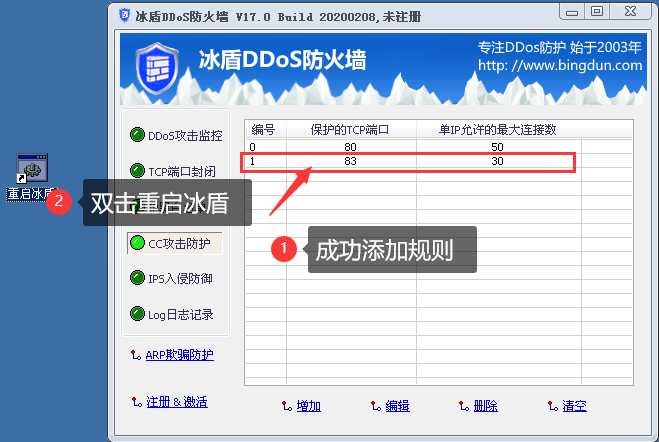 冰盾DDoS防火墙 V17.0 Build 20200208,未注册
冰盾DDoS防火墙
专注DDos防护 始于2003年
http://www.bingdun.com
DDoS攻击监控
TCP端口封闭
CC攻击防护
IPS入侵防御
Log日志记录
ARP欺骗防护
注册 & 激活
编号 保护的TCP端口 单IP允许的最大连接数
0 80 50
1 83 30
1 成功添加规则
重启冰盾
2 双击重启冰盾
增加 编辑 删除 清空